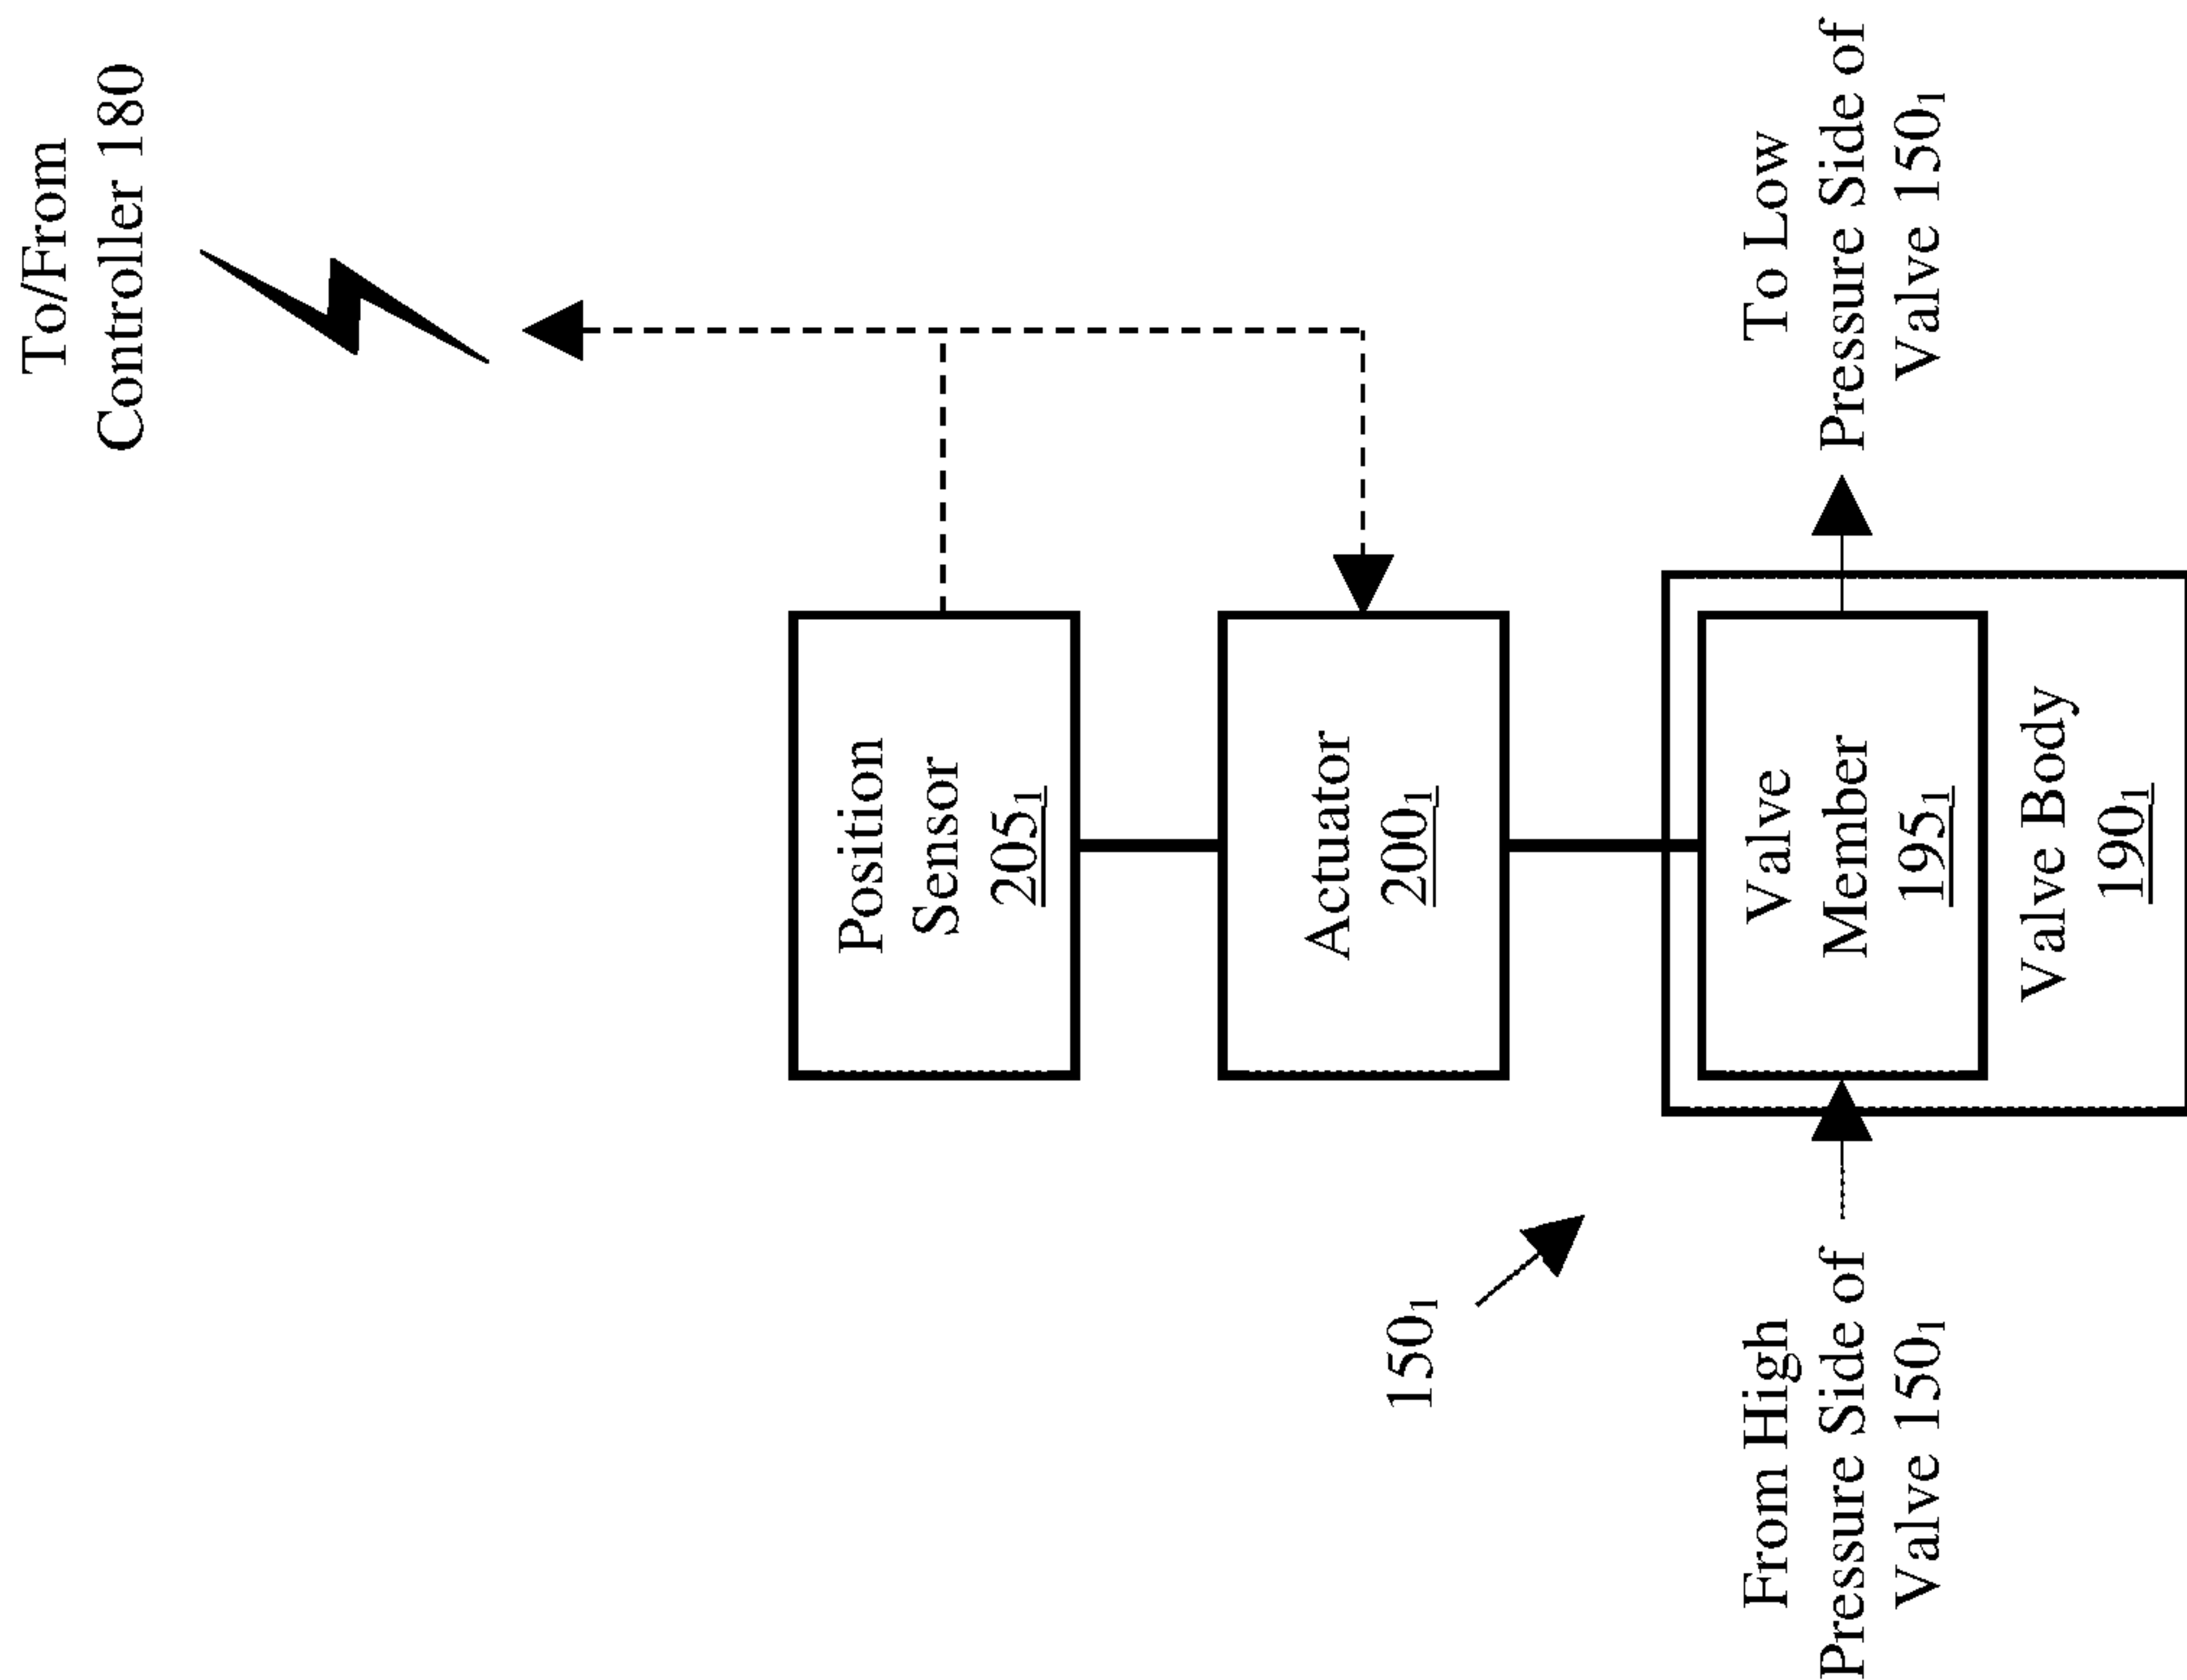 To/From
Controller 180
Position
Sensor
205₁
Actuator
200₁
150₁
From High
Pressure Side of
Valve 150₁
Valve
Member
195₁
Valve Body
190₁
To Low
Pressure Side of
Valve 150₁